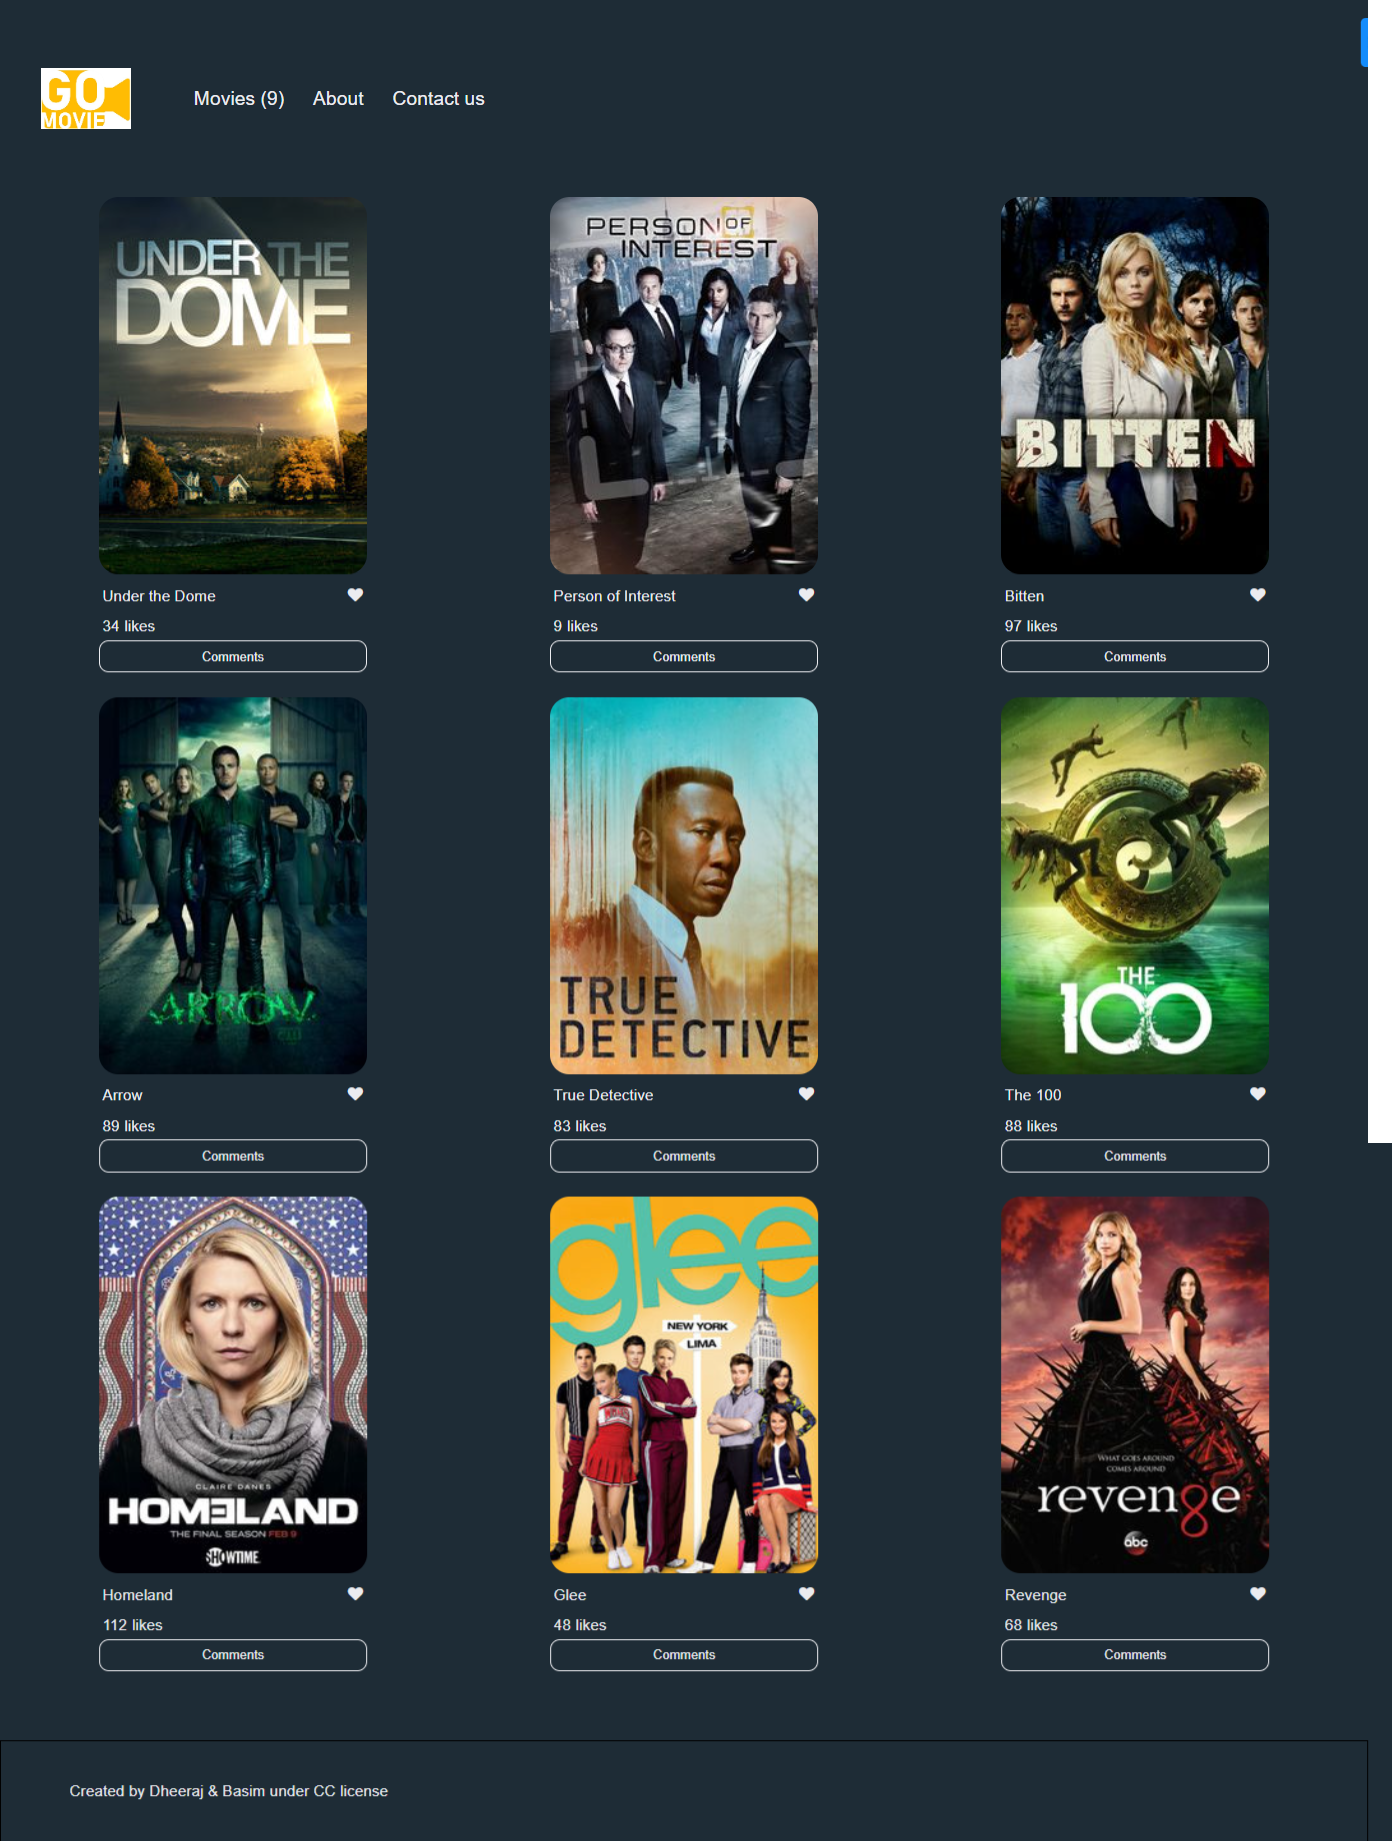 GO
MOVIE
Movies (9)
About
Contact us
UNDER THE
DOME
PERSON OF
INTEREST
BITTEN
Under the Dome
Person of Interest
Bitten
34 likes
9 likes
97 likes
Comments
Comments
Comments
ARROW
TRUE
DETECTIVE
THE
100
Arrow
True Detective
The 100
89 likes
83 likes
88 likes
Comments
Comments
Comments
CLAIRE DANES
HOMELAND
THE FINAL SEASON FEB 9
SHOWTIME
glee
NEW YORK
LIMA
WHAT GOES AROUND
COMES AROUND
revenge
abc
Homeland
Glee
Revenge
112 likes
48 likes
68 likes
Comments
Comments
Comments
Created by Dheeraj & Basim under CC license